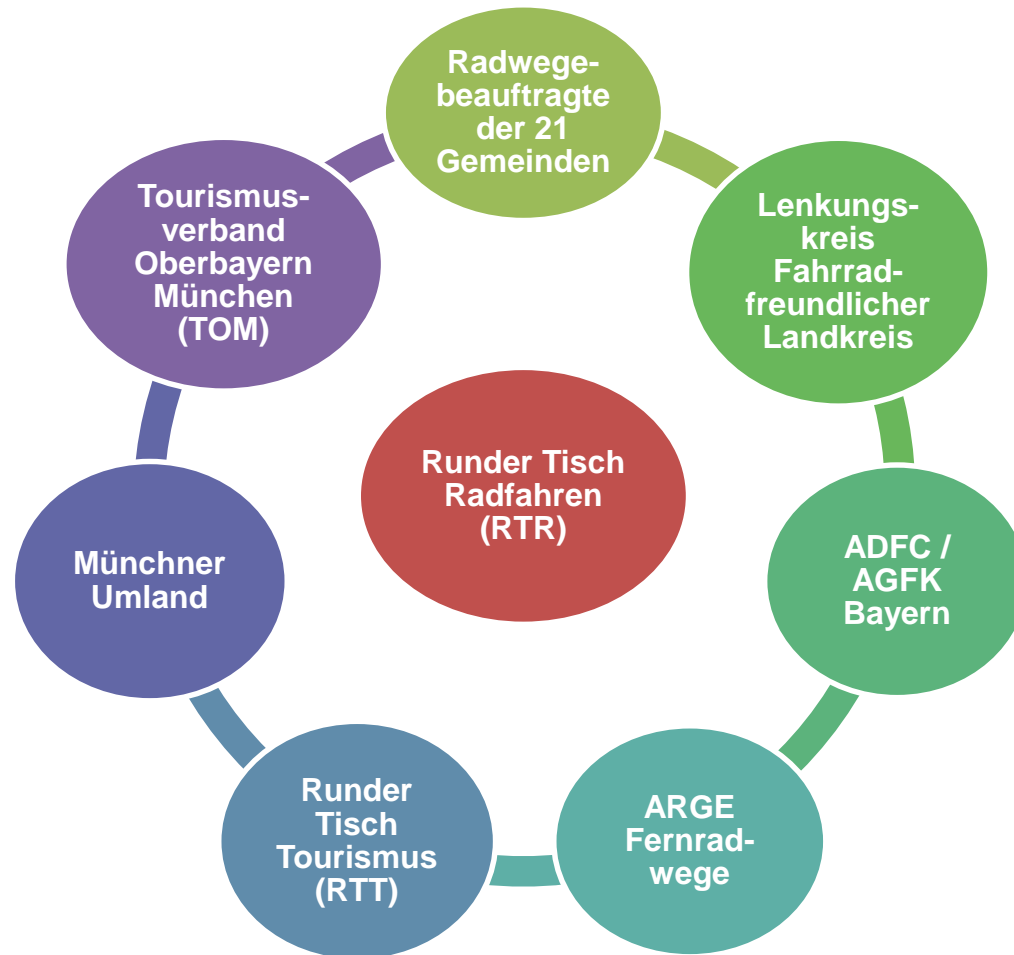 Radwege-
beauftragte
der 21
Gemeinden
Lenkungs-
kreis
Fahrrad-
freundlicher
Landkreis
ADFC /
AGFK
Bayern
ARGE
Fernrad-
wege
Runder
Tisch
Tourismus
(RTT)
Münchner
Umland
Tourismus-
verband
Oberbayern
München
(TOM)
Runder Tisch
Radfahren
(RTR)